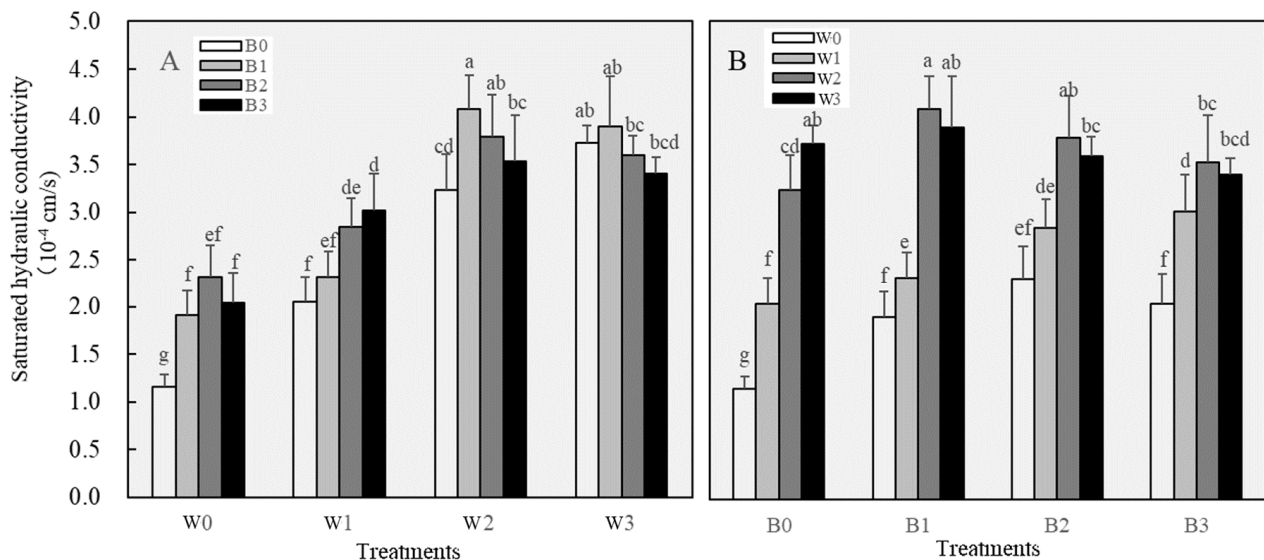 Saturated hydraulic conductivity
(10-4 cm/s)
5.0
4.5
4.0
3.5
3.0
2.5
2.0
1.5
1.0
0.5
0.0
A
B0
B1
B2
B3
g f ef f
f ef de d
cd a ab bc
ab ab bc bcd
W0 W1 W2 W3
Treatments
B
W0
W1
W2
W3
g f cd ab
f e a ab
ef de ab bc
f d bc bcd
B0 B1 B2 B3
Treatments